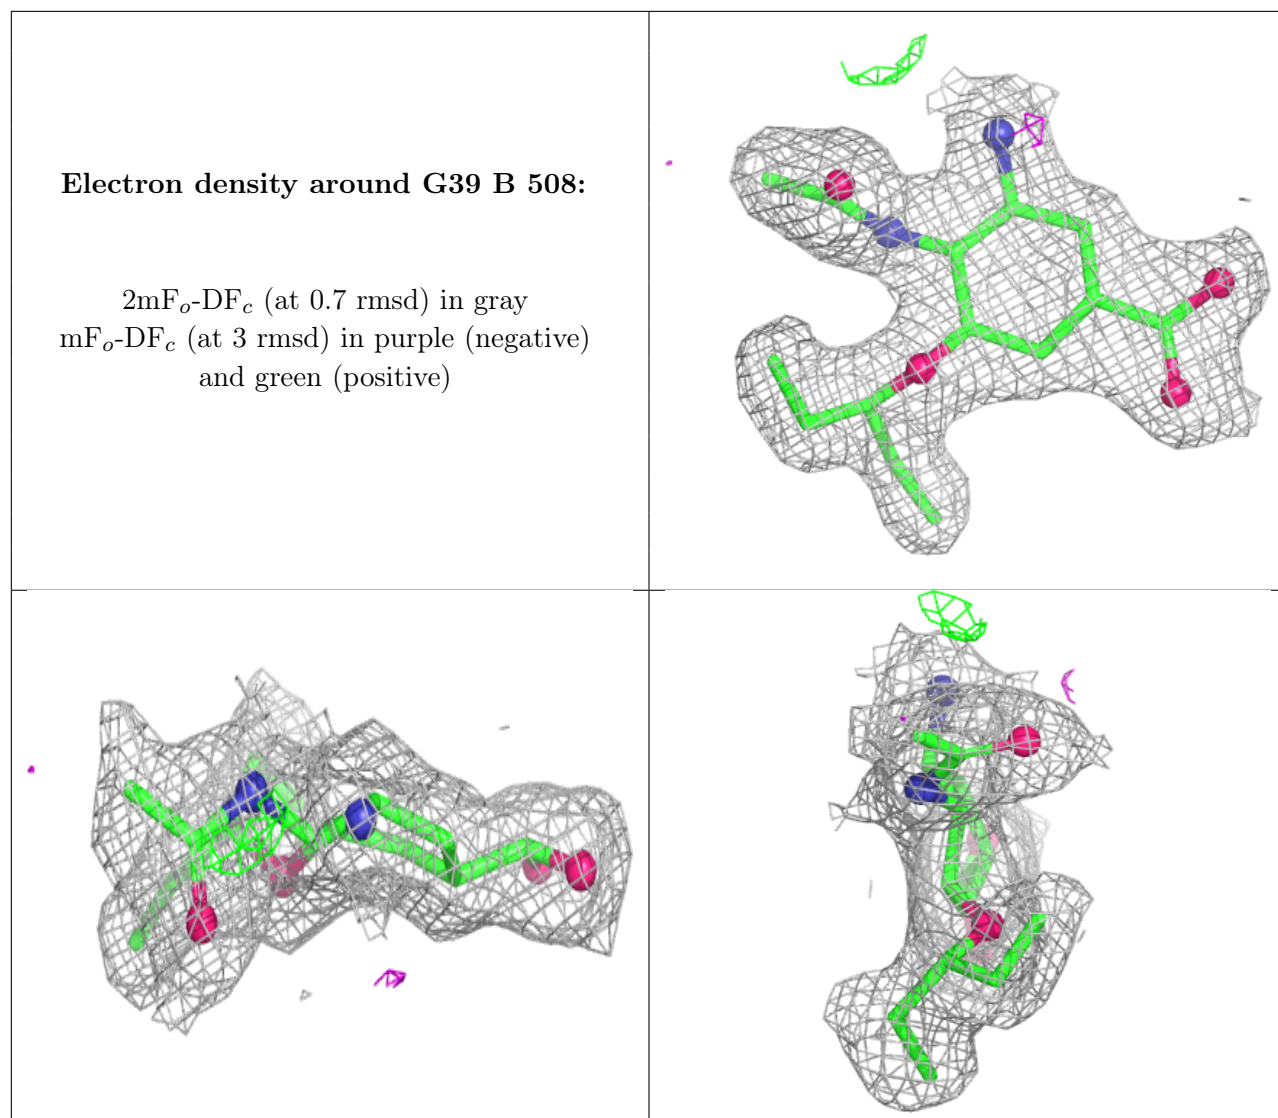 Electron density around G39 B 508:
2mFo-DFc (at 0.7 rmsd) in gray
mFo-DFc (at 3 rmsd) in purple (negative)
and green (positive)